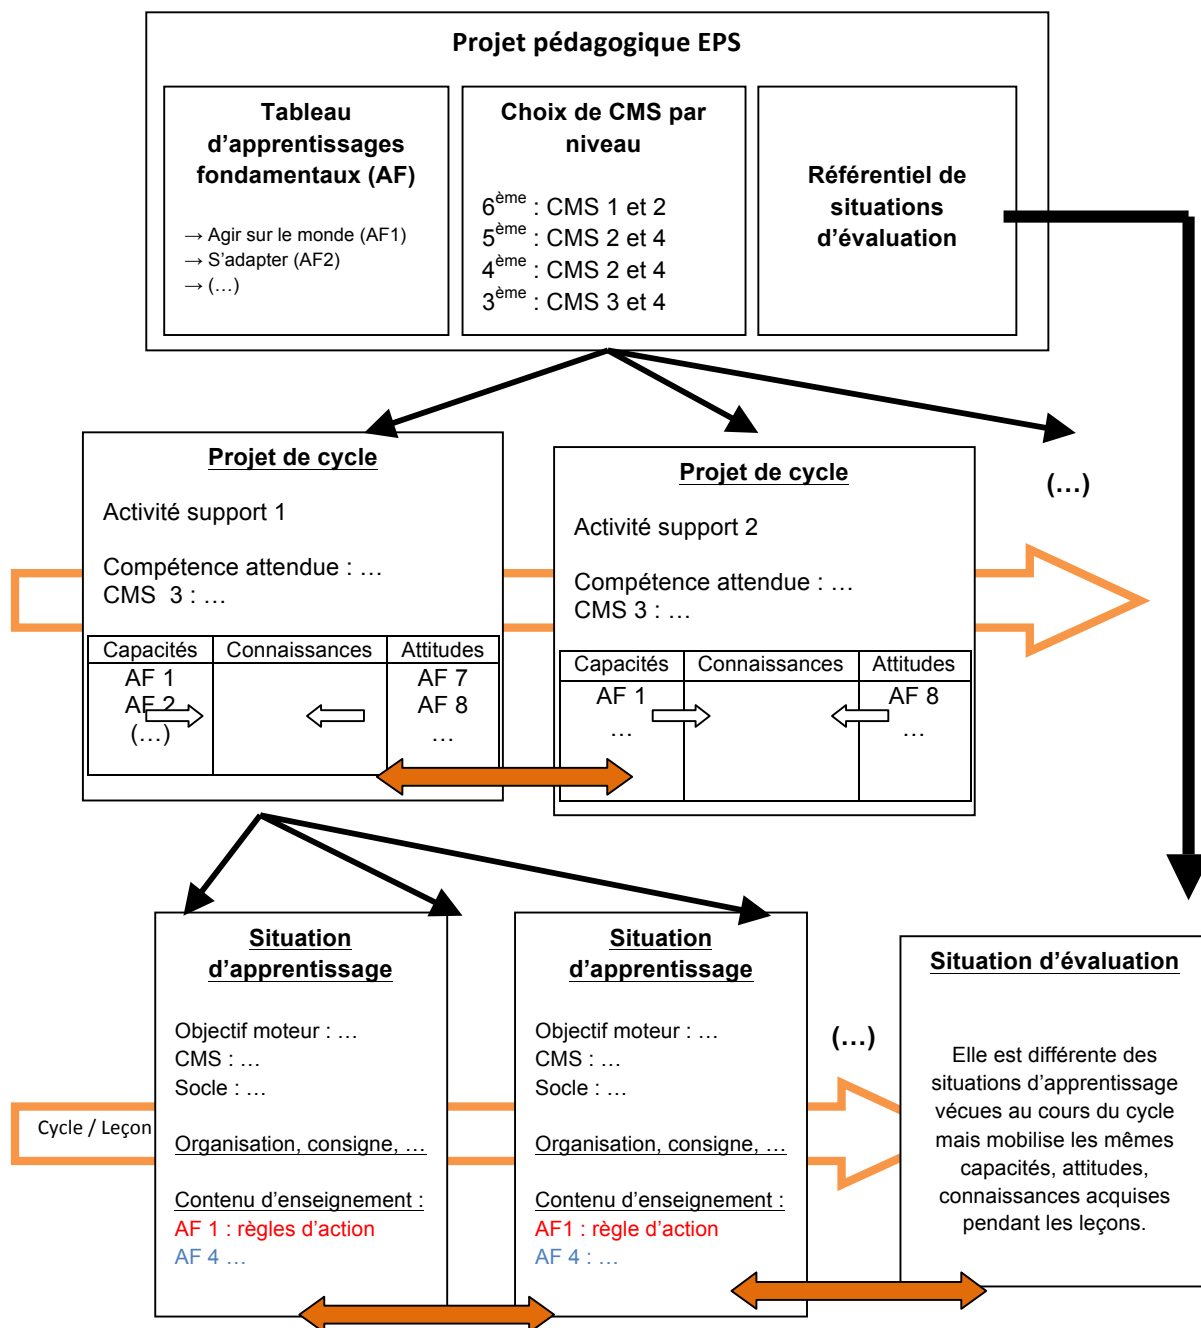 Projet pédagogique EPS
Tableau
d’apprentissages
fondamentaux (AF)
→ Agir sur le monde (AF1)
→ S’adapter (AF2)
→ (…)
Choix de CMS par
niveau
6ème : CMS 1 et 2
5ème : CMS 2 et 4
4ème : CMS 2 et 4
3ème : CMS 3 et 4
Référentiel de
situations
d’évaluation
Projet de cycle
Activité support 1
Compétence attendue : …
CMS 3 : …
Capacités Connaissances Attitudes
AF 1 AF 7
AF 2 AF 8
(…) …
Projet de cycle
Activité support 2
Compétence attendue : …
CMS 3 : …
Capacités Connaissances Attitudes
AF 1 AF 8
… …
(…)
Cycle / Leçon
Situation
d’apprentissage
Objectif moteur : …
CMS : …
Socle : …
Organisation, consigne, …
Contenu d’enseignement :
AF 1 : règles d’action
AF 4 …
Situation
d’apprentissage
Objectif moteur : …
CMS : …
Socle : …
Organisation, consigne, …
Contenu d’enseignement :
AF1 : règle d’action
AF 4 : …
(…)
Situation d’évaluation
Elle est différente des
situations d’apprentissage
vécues au cours du cycle
mais mobilise les mêmes
capacités, attitudes,
connaissances acquises
pendant les leçons.